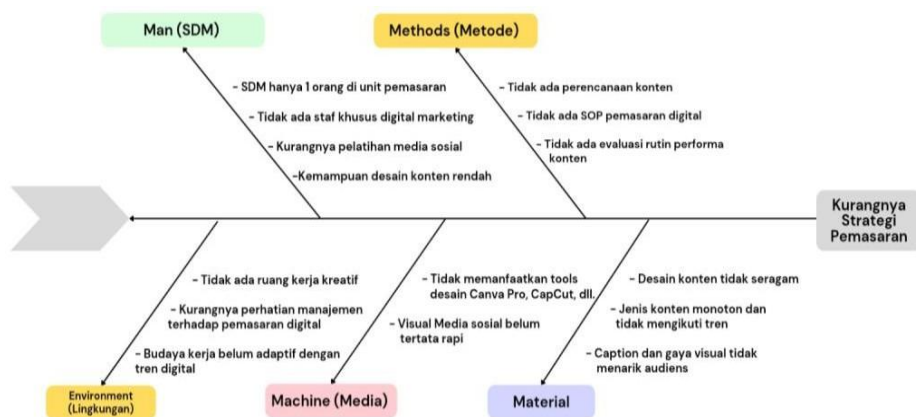 Man (SDM)
- SDM hanya 1 orang di unit pemasaran
- Tidak ada staf khusus digital marketing
- Kurangnya pelatihan media sosial
-Kemampuan desain konten rendah
Methods (Metode)
- Tidak ada perencanaan konten
- Tidak ada SOP pemasaran digital
- Tidak ada evaluasi rutin performa
konten
Kurangnya
Strategi
Pemasaran
- Tidak ada ruang kerja kreatif
- Kurangnya perhatian manajemen
terhadap pemasaran digital
- Budaya kerja belum adaptif dengan
tren digital
Environment
(Lingkungan)
- Tidak memanfaatkan tools
desain Canva Pro, CapCut, dll.
- Visual Media sosial belum
tertata rapi
Machine (Media)
- Desain konten tidak seragam
- Jenis konten monoton dan
tidak mengikuti tren
- Caption dan gaya visual tidak
menarik audiens
Material